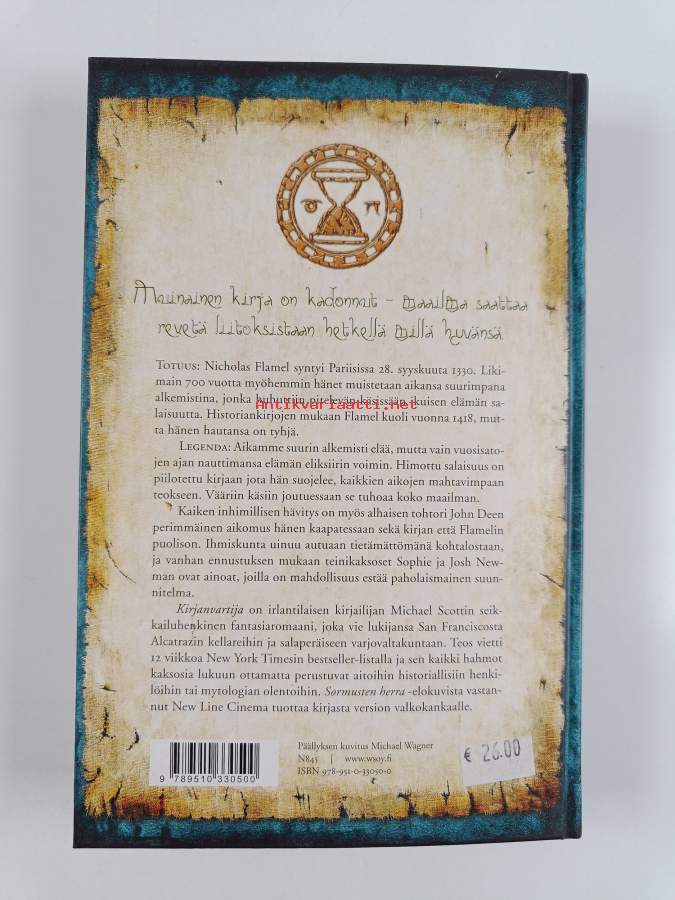 Muinainen kirja on kadonnut – maailma saattaa
revetä liitoksistaan hetkellä millä hyvänsä
TOTUUS: Nicholas Flamel syntyi Pariisissa 28. syyskuuta 1330. Liki-
main 700 vuotta myöhemmin hänet muistetaan aikansa suurimpana
alkemistina, jonka huhuttiin pitelevän käsissään ikuisen elämän sa-
Antikvariaatti.net
laisuutta. Historiankirjojen mukaan Flamel kuoli vuonna 1418, mut-
ta hänen hautansa on tyhjä.
LEGENDA: Aikamme suurin alkemisti elää, mutta vain vuosisato-
jen ajan nauttimansa elämän eliksiirin voimin. Himottu salaisuus on
piilotettu kirjaan jota hän suojelee, kaikkien aikojen mahtavimpaan
teokseen. Vääriin käsiin joutuessaan se tuhoaa koko maailman.
Kaiken inhimillisen hävitys on myös alhaisen tohtori John Deen
perimmäinen aikomus hänen kaapatessaan sekä kirjan että Flamelin
puolison. Ihmiskunta uinuu autuaan tietämättömänä kohtalostaan,
ja vanhan ennustuksen mukaan teinikaksoset Sophie ja Josh New-
man ovat ainoat, joilla on mahdollisuus estää paholaismainen suun-
nitelma.
Kirjanvartija on irlantilaisen kirjailijan Michael Scottin seik-
kailuhenkinen fantasiaromaani, joka vie lukijansa San Franciscosta
Alcatrazin kellareihin ja salaperäiseen varjovaltakuntaan. Teos vietti
12 viikkoa New York Timesin bestseller-listalla ja sen kaikki hahmot
kaksosia lukuun ottamatta perustuvat aitoihin historiallisiin henki-
löihin tai mytologian olentoihin. Sormusten herra -elokuvista vastan-
nut New Line Cinema tuottaa kirjasta version valkokankaalle.
Päällyksen kuvitus Michael Wagner
N845 | www.wsoy.fi
ISBN 978-951-0-33050-0
9 789510 330500
€ 26.00